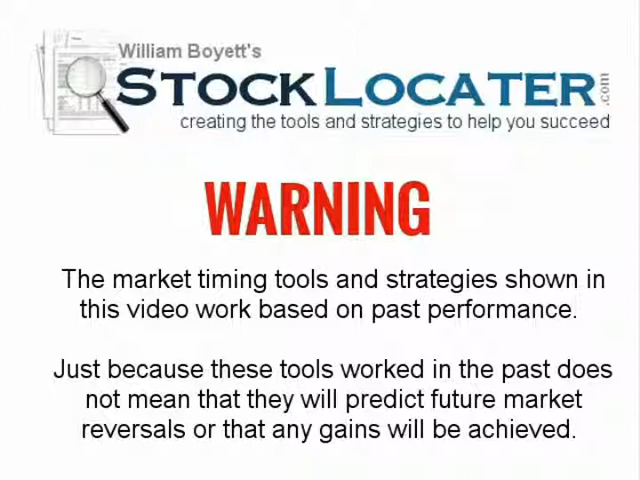 William Boyett's
STOCKLOCATER.com
creating the tools and strategies to help you succeed
WARNING
The market timing tools and strategies shown in
this video work based on past performance.
Just because these tools worked in the past does
not mean that they will predict future market
reversals or that any gains will be achieved.